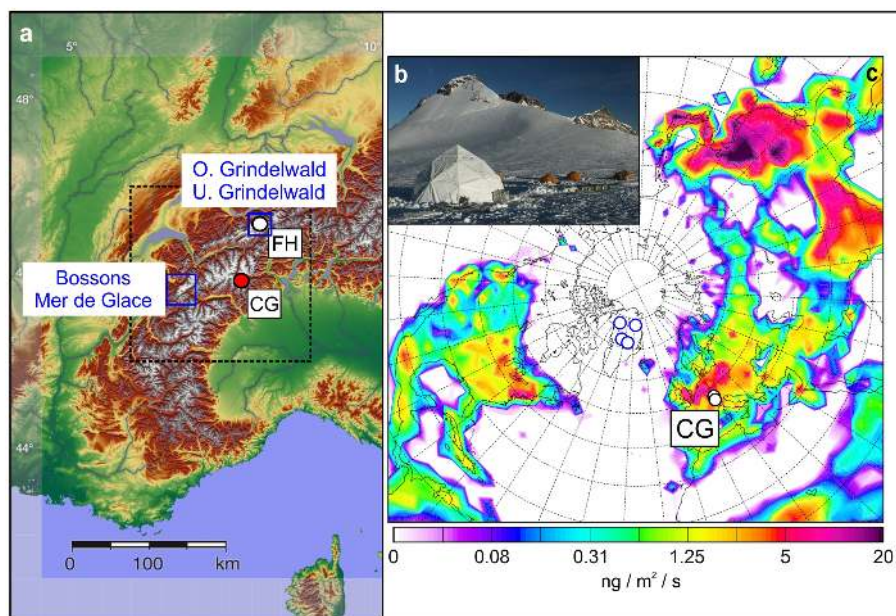 a
5°
10°
48°
O. Grindelwald
U. Grindelwald
FH
Bossons
Mer de Glace
CG
44°
0 100
km
b
c
CG
0 0.08 0.31 1.25 5 20
ng / m² / s